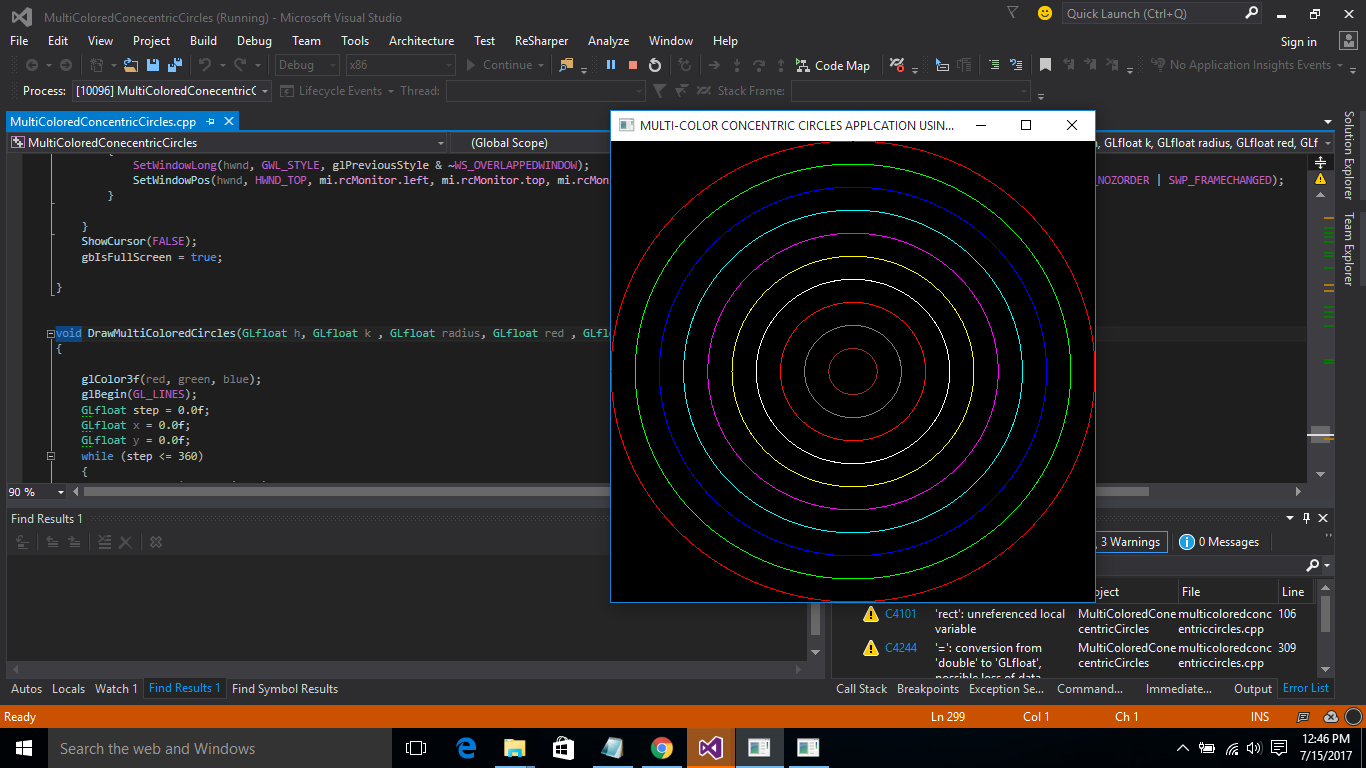 MultiColoredConecentricCircles (Running) - Microsoft Visual Studio
Quick Launch (Ctrl+Q)
File Edit View Project Build Debug Team Tools Architecture Test ReSharper Analyze Window Help
Sign in
Debug x86 Continue Code Map No Application Insights Events
Process: [10096] MultiColoredConecentricC Lifecycle Events Thread: Stack Frame:
MultiColoredConcentricCircles.cpp
MultiColoredConecentricCircles (Global Scope) , GLfloat k, GLfloat radius, GLfloat red, GLf
MULTI-COLOR CONCENTRIC CIRCLES APPLCATION USIN...
{
SetWindowLong(hwnd, GWL_STYLE, glPreviousStyle & ~WS_OVERLAPPEDWINDOW);
SetWindowPos(hwnd, HWND_TOP, mi.rcMonitor.left, mi.rcMonitor.top, mi.rcMon _NOZORDER | SWP_FRAMECHANGED);
}
}
ShowCursor(FALSE);
gbIsFullScreen = true;
}
void DrawMultiColoredCircles(GLfloat h, GLfloat k , GLfloat radius, GLfloat red , GLfl
{
glColor3f(red, green, blue);
glBegin(GL_LINES);
GLfloat step = 0.0f;
GLfloat x = 0.0f;
GLfloat y = 0.0f;
while (step <= 360)
{
90 %
Solution Explorer
Team Explorer
Find Results 1
3 Warnings 0 Messages
oject File Line
C4101 'rect': unreferenced local variable MultiColoredConecentricCircles multicoloredconcentriccircles.cpp 106
C4244 '=': conversion from 'double' to 'GLfloat', possible loss of data MultiColoredConecentricCircles multicoloredconcentriccircles.cpp 309
Autos Locals Watch 1 Find Results 1 Find Symbol Results
Call Stack Breakpoints Exception Se... Command... Immediate... Output Error List
Ready Ln 299 Col 1 Ch 1 INS
Search the web and Windows
12:46 PM
7/15/2017